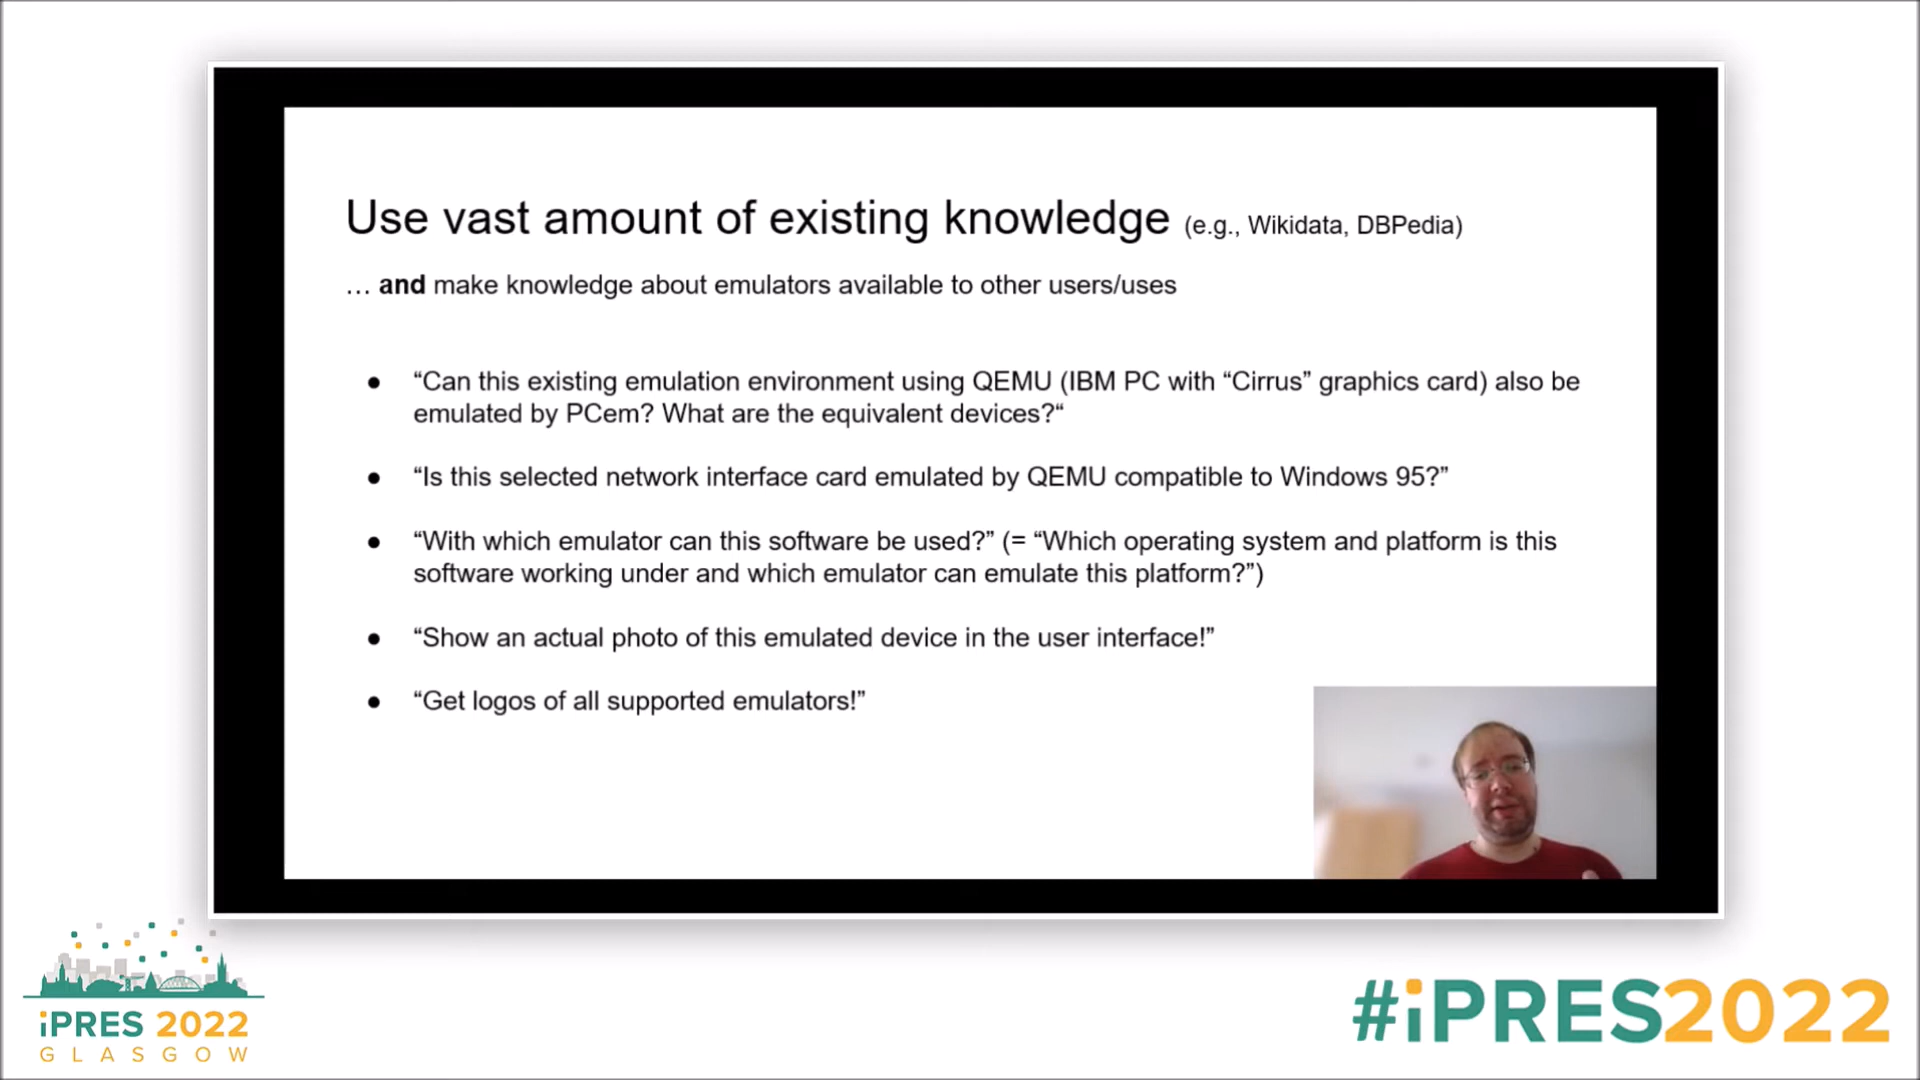 Use vast amount of existing knowledge (e.g., Wikidata, DBPedia)
… and make knowledge about emulators available to other users/uses
● “Can this existing emulation environment using QEMU (IBM PC with “Cirrus” graphics card) also be
emulated by PCem? What are the equivalent devices?“
● “Is this selected network interface card emulated by QEMU compatible to Windows 95?”
● “With which emulator can this software be used?” (= “Which operating system and platform is this
software working under and which emulator can emulate this platform?”)
● “Show an actual photo of this emulated device in the user interface!”
● “Get logos of all supported emulators!”
iPRES 2022
GLASGOW
#iPRES2022